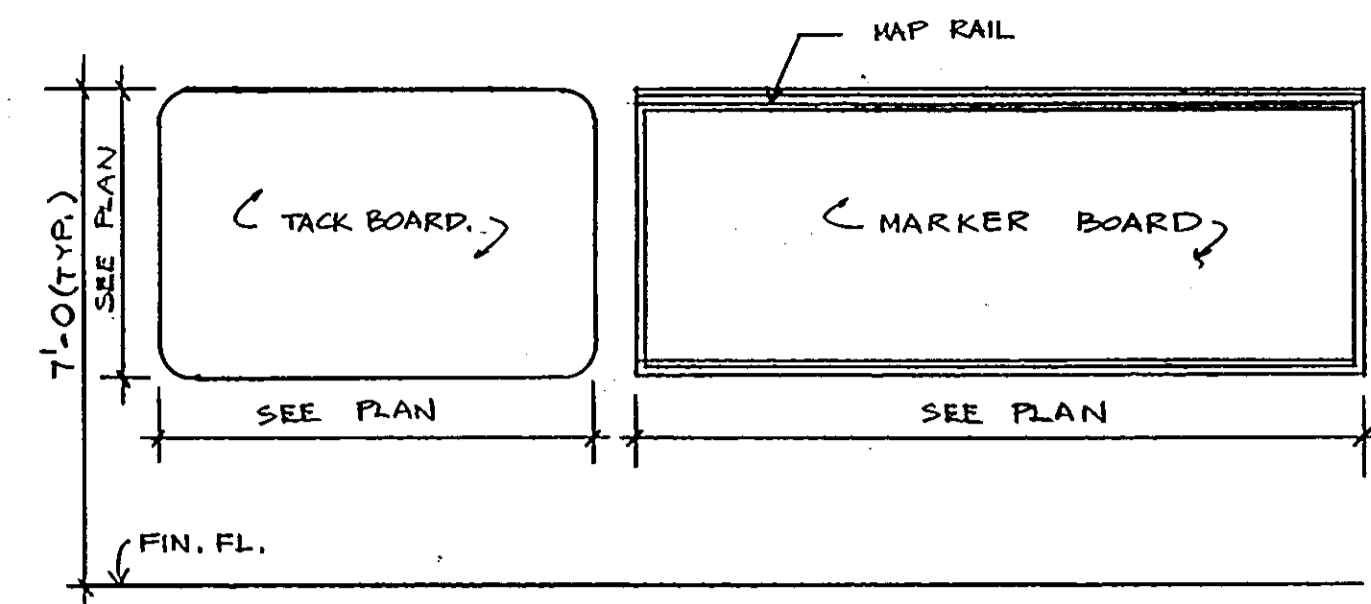 MAP RAIL
7'-0 (TYP.)
SEE PLAN
TACK BOARD.
MARKER BOARD
SEE PLAN
SEE PLAN
FIN. FL.